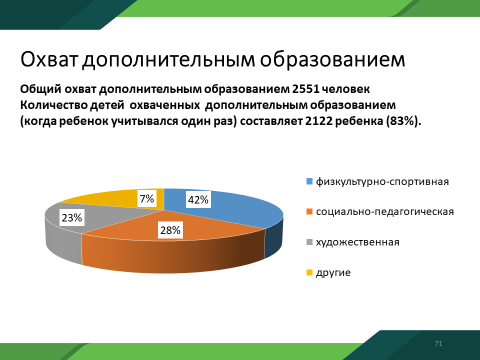 Охват дополнительным образованием
Общий охват дополнительным образованием 2551 человек
Количество детей охваченных дополнительным образованием
(когда ребенок учитывался один раз) составляет 2122 ребенка (83%).
7%
42%
23%
28%
физкультурно-спортивная
социально-педагогическая
художественная
другие
71